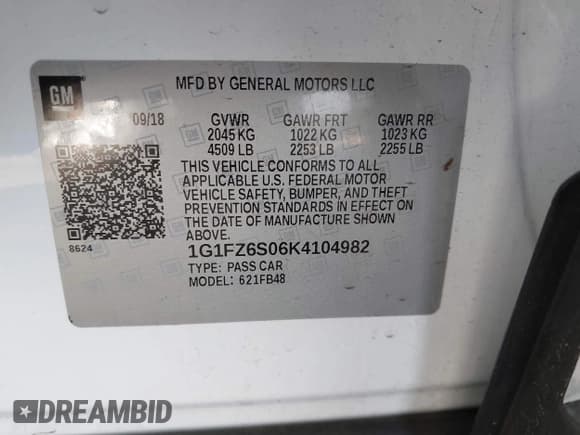 GM
MFD BY GENERAL MOTORS LLC
09/18 GVWR GAWR FRT GAWR RR
2045 KG 1022 KG 1023 KG
4509 LB 2253 LB 2255 LB
THIS VEHICLE CONFORMS TO ALL
APPLICABLE U.S. FEDERAL MOTOR
VEHICLE SAFETY, BUMPER, AND THEFT
PREVENTION STANDARDS IN EFFECT ON
THE DATE OF MANUFACTURE SHOWN
ABOVE.
8624
1G1FZ6S06K4104982
TYPE: PASS CAR
MODEL: 621FB48
DREAMBID